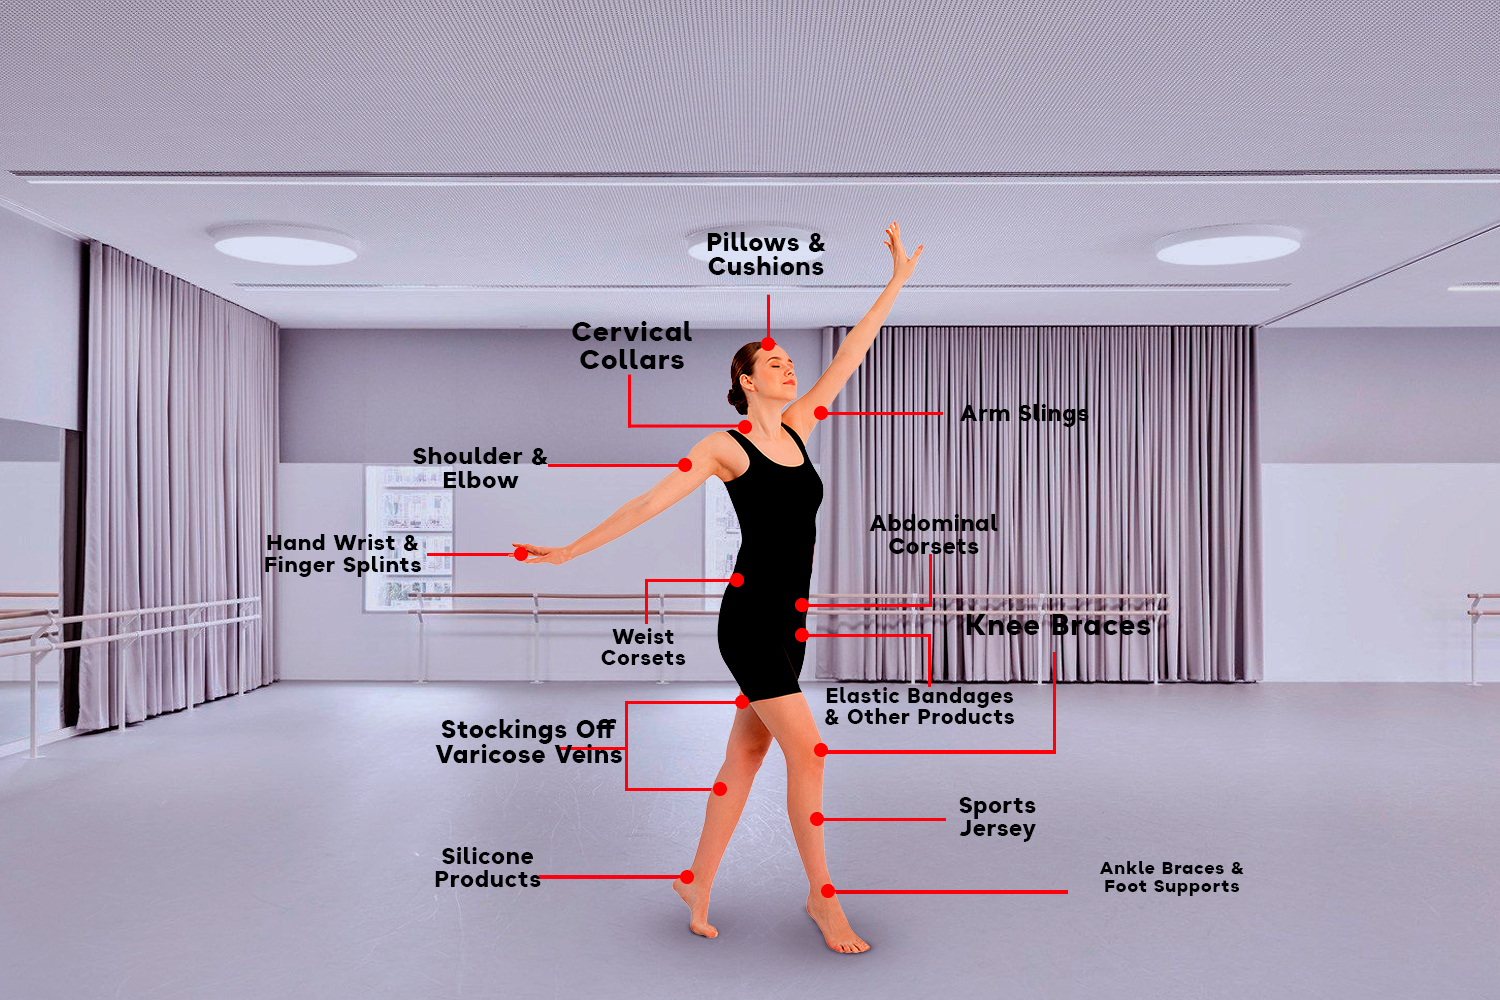 Pillows &
Cushions
Cervical
Collars
Arm Slings
Shoulder &
Elbow
Hand Wrist &
Finger Splints
Abdominal
Corsets
Knee Braces
Weist
Corsets
Elastic Bandages
& Other Products
Stockings Off
Varicose Veins
Sports
Jersey
Silicone
Products
Ankle Braces &
Foot Supports